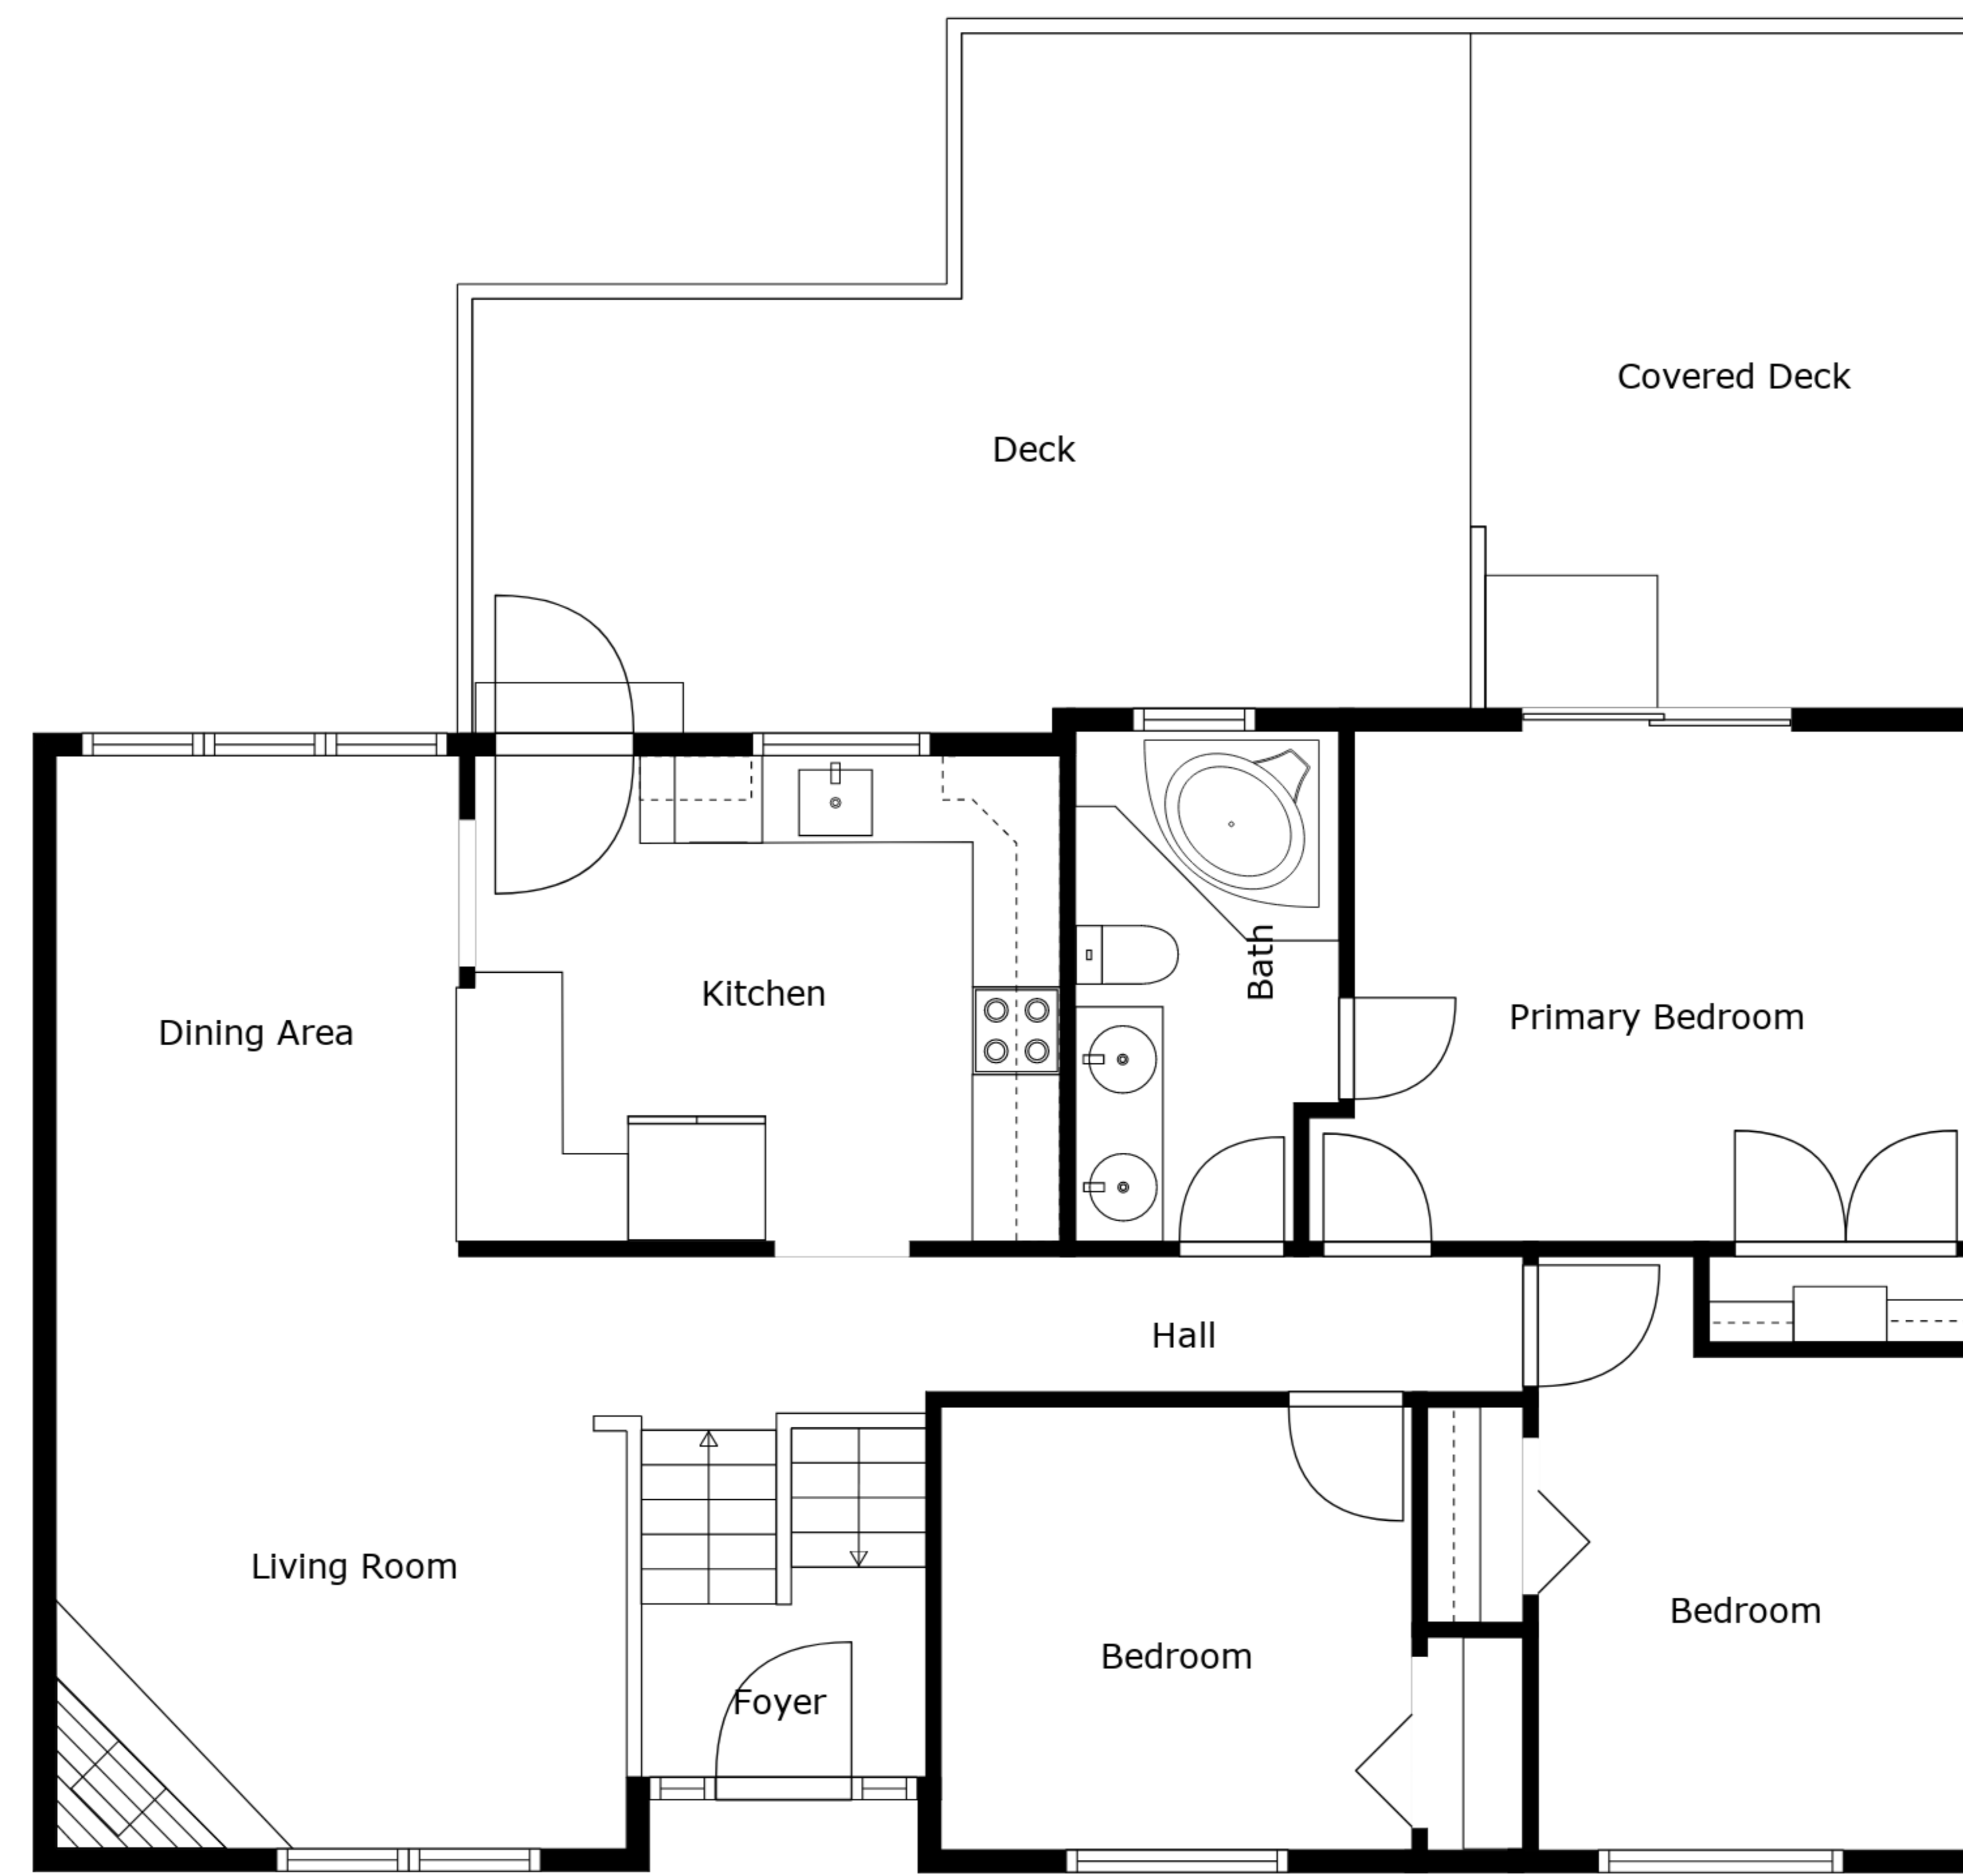 Covered Deck
Deck
Kitchen
Bath
Primary Bedroom
Dining Area
Hall
Living Room
Bedroom
Bedroom
Foyer